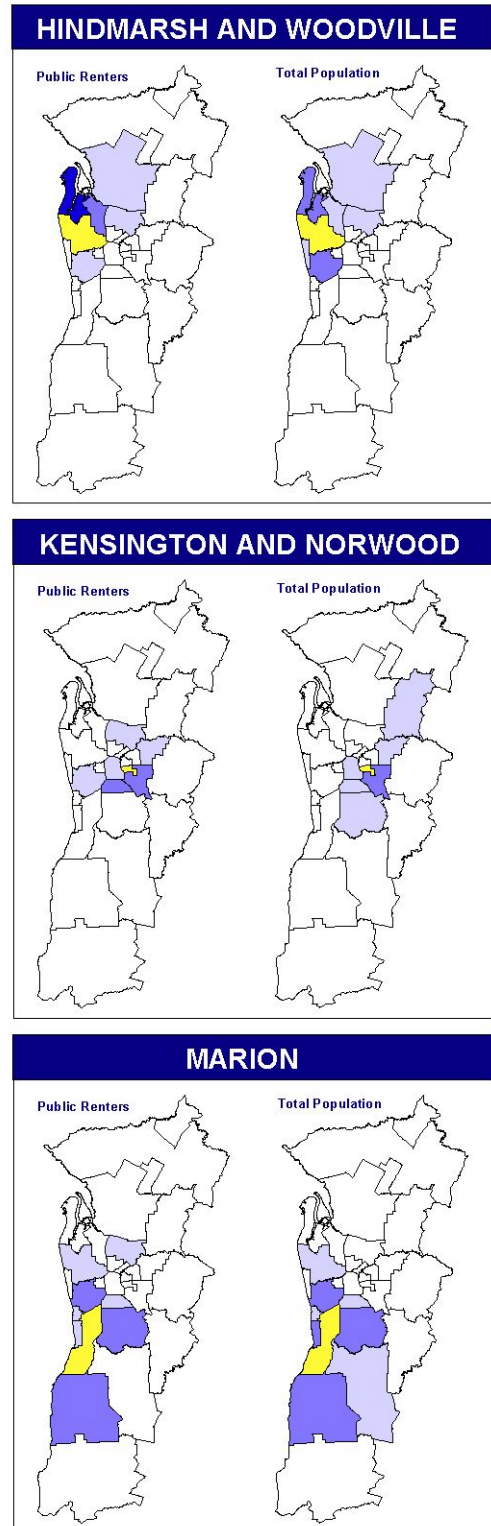 HINDMARSH AND WOODVILLE
Public Renters Total Population
KENSINGTON AND NORWOOD
Public Renters Total Population
MARION
Public Renters Total Population